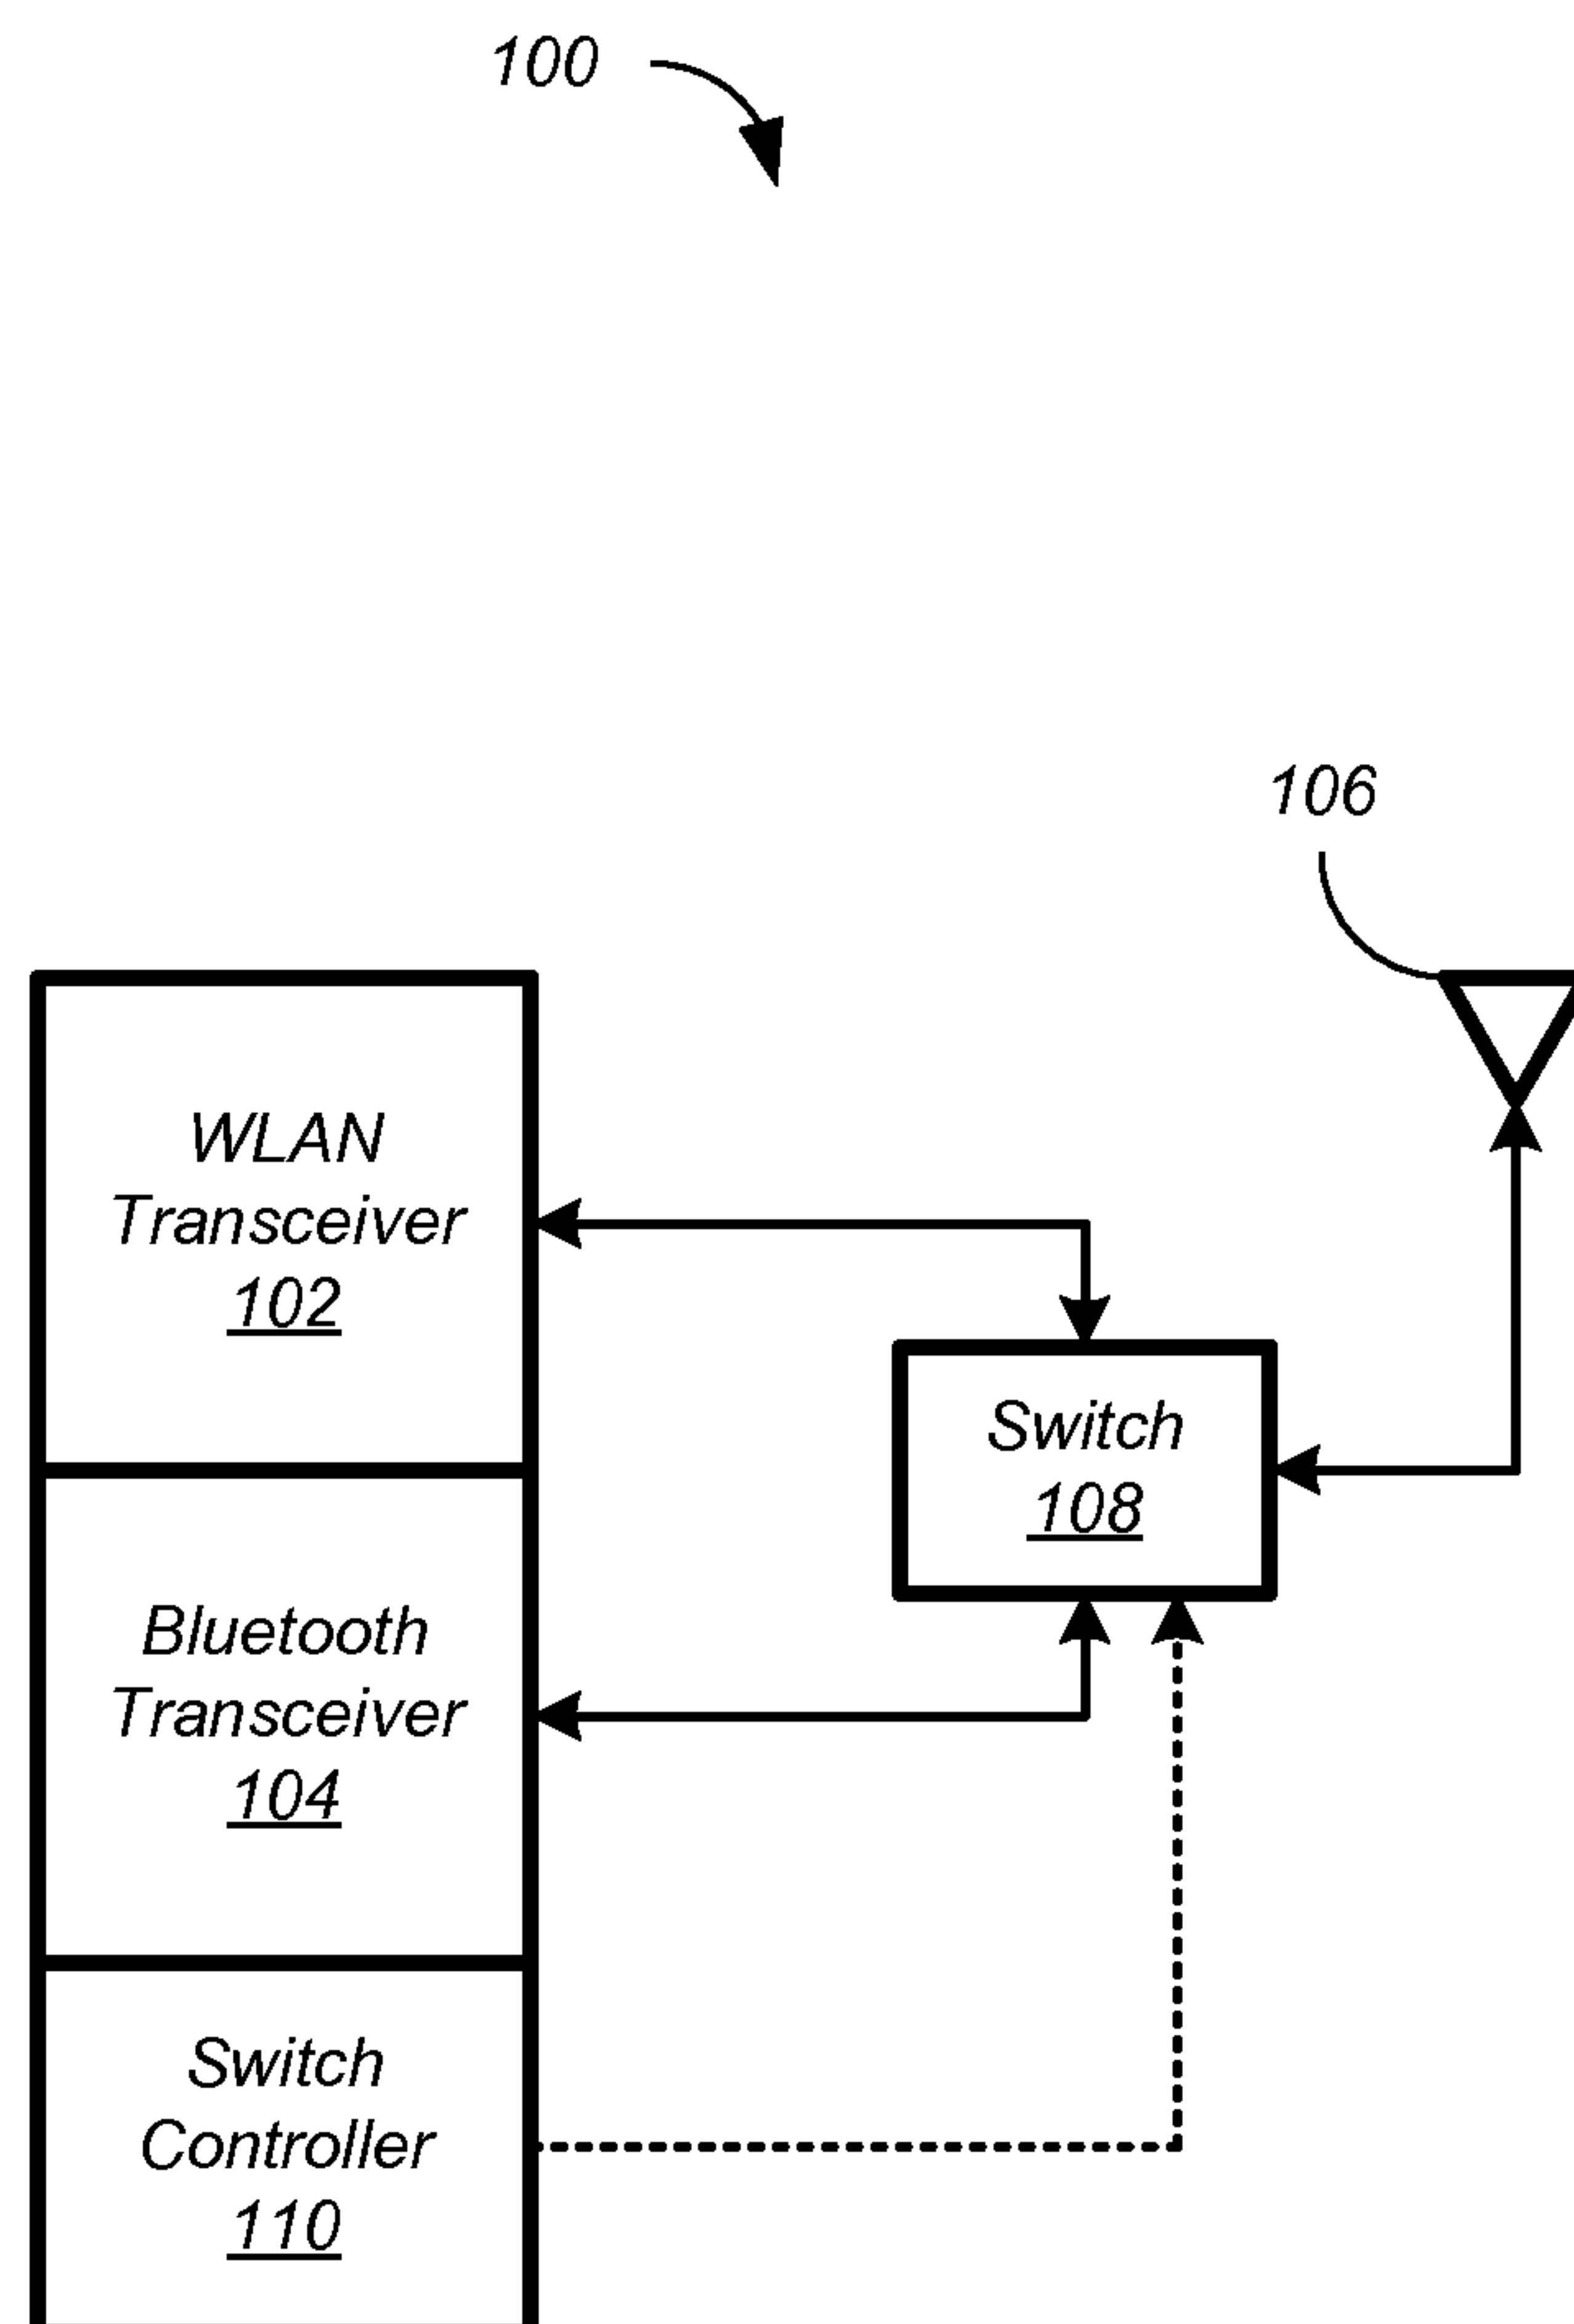 100
106
WLAN
Transceiver
102
Switch
108
Bluetooth
Transceiver
104
Switch
Controller
110